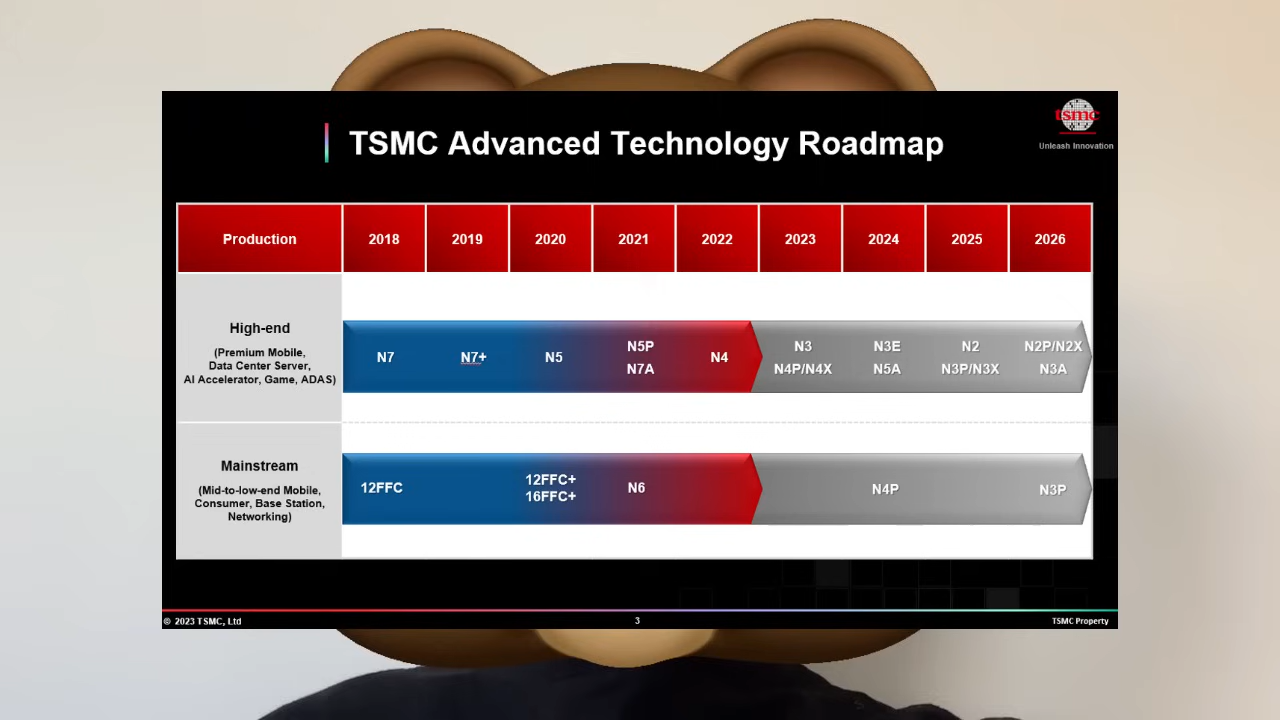 TSMC Advanced Technology Roadmap
tsmc
Unleash Innovation
Production 2018 2019 2020 2021 2022 2023 2024 2025 2026
High-end
(Premium Mobile,
Data Center Server,
AI Accelerator, Game, ADAS)
N7
N7+
N5
N5P
N7A
N4
N3
N4P/N4X
N3E
N5A
N2
N3P/N3X
N2P/N2X
N3A
Mainstream
(Mid-to-low-end Mobile,
Consumer, Base Station,
Networking)
12FFC
12FFC+
16FFC+
N6
N4P
N3P
© 2023 TSMC, Ltd
3
TSMC Property